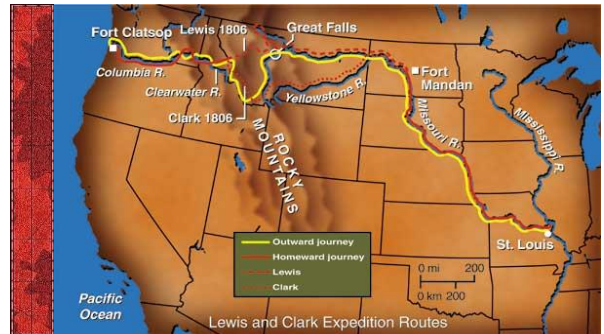 Lewis 1806
Great Falls
Fort Clatsop
Columbia R.
Clearwater R.
Clark 1806
Yellowstone R.
Fort
Mandan
Missouri R.
Mississippi R.
ROCKY
MOUNTAINS
St. Louis
Outward journey
Homeward journey
Lewis
Clark
0 mi 200
0 km 200
Pacific
Ocean
Lewis and Clark Expedition Routes